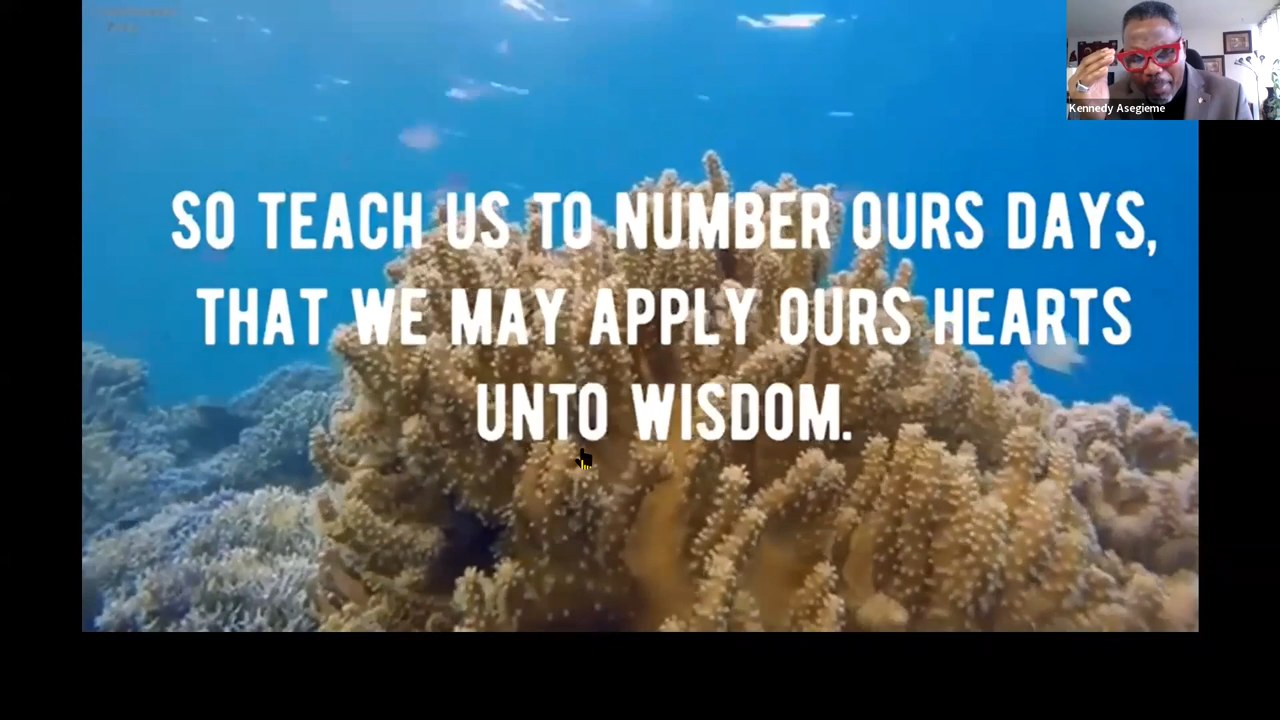 Kennedy Asegieme
SO TEACH US TO NUMBER OURS DAYS,
THAT WE MAY APPLY OURS HEARTS
UNTO WISDOM.